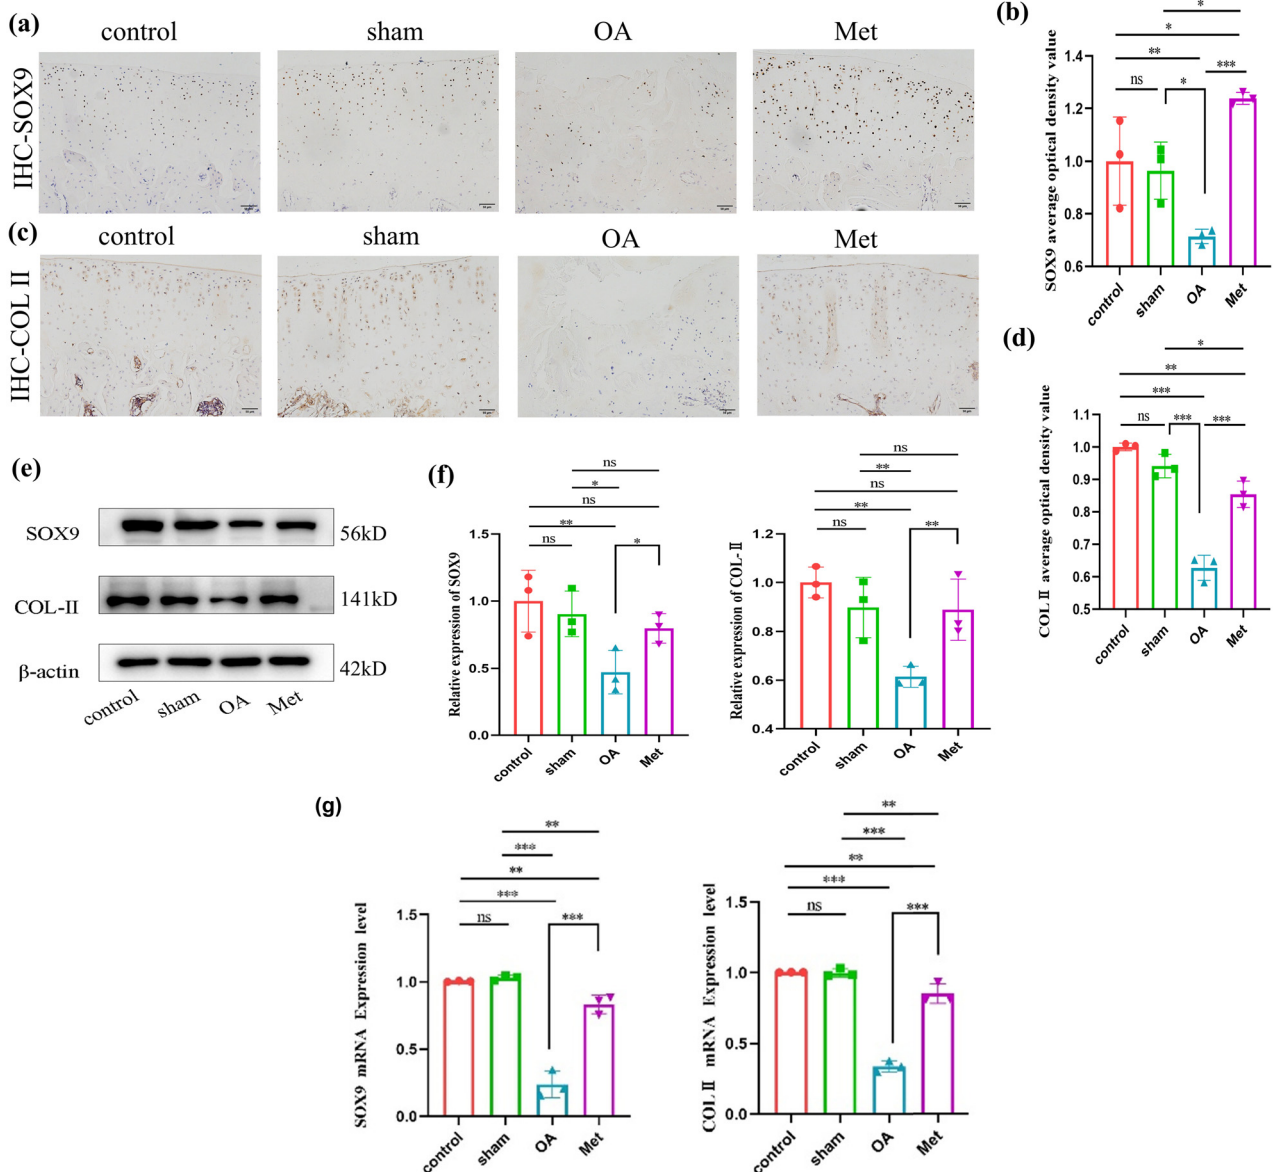 (a)
control sham OA Met
IHC-SOX9
(b)
SOX9 average optical density value
1.4
1.2
1.0
0.8
0.6
*
*
**
***
ns
*
control sham OA Met
(c)
control sham OA Met
IHC-COL II
(d)
COL II average optical density value
1.1
1.0
0.9
0.8
0.7
0.6
0.5
*
**
***
ns
***
***
control sham OA Met
(e)
SOX9 56kD
COL-II 141kD
β-actin 42kD
control sham OA Met
(f)
Relative expression of SOX9
1.5
1.0
0.5
0.0
ns
*
ns
**
ns
*
control sham OA Met
Relative expression of COL-Ⅱ
1.2
1.0
0.8
0.6
0.4
ns
**
ns
**
ns
**
control sham OA Met
(g)
SOX9 mRNA Expression level
1.5
1.0
0.5
0.0
**
***
**
***
ns
***
control sham OA Met
COL Ⅱ mRNA Expression level
1.5
1.0
0.5
0.0
**
***
**
***
ns
***
control sham OA Met